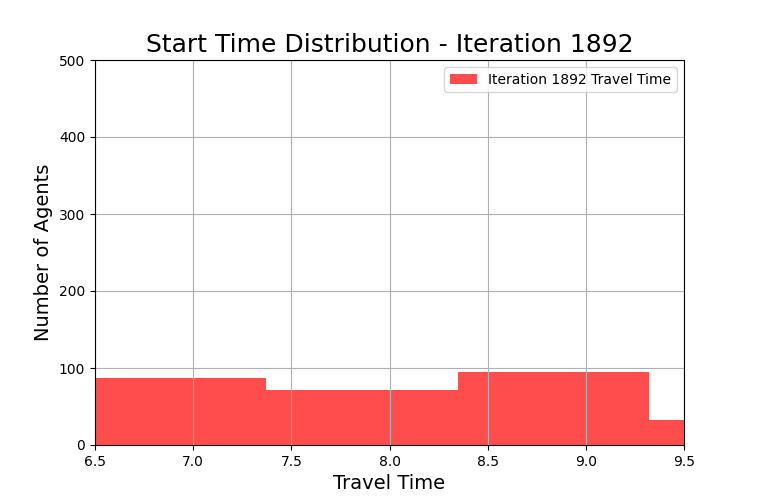 Start Time Distribution - Iteration 1892
500
Iteration 1892 Travel Time
400
300
200
100
0
Number of Agents
6.5 7.0 7.5 8.0 8.5 9.0 9.5
Travel Time